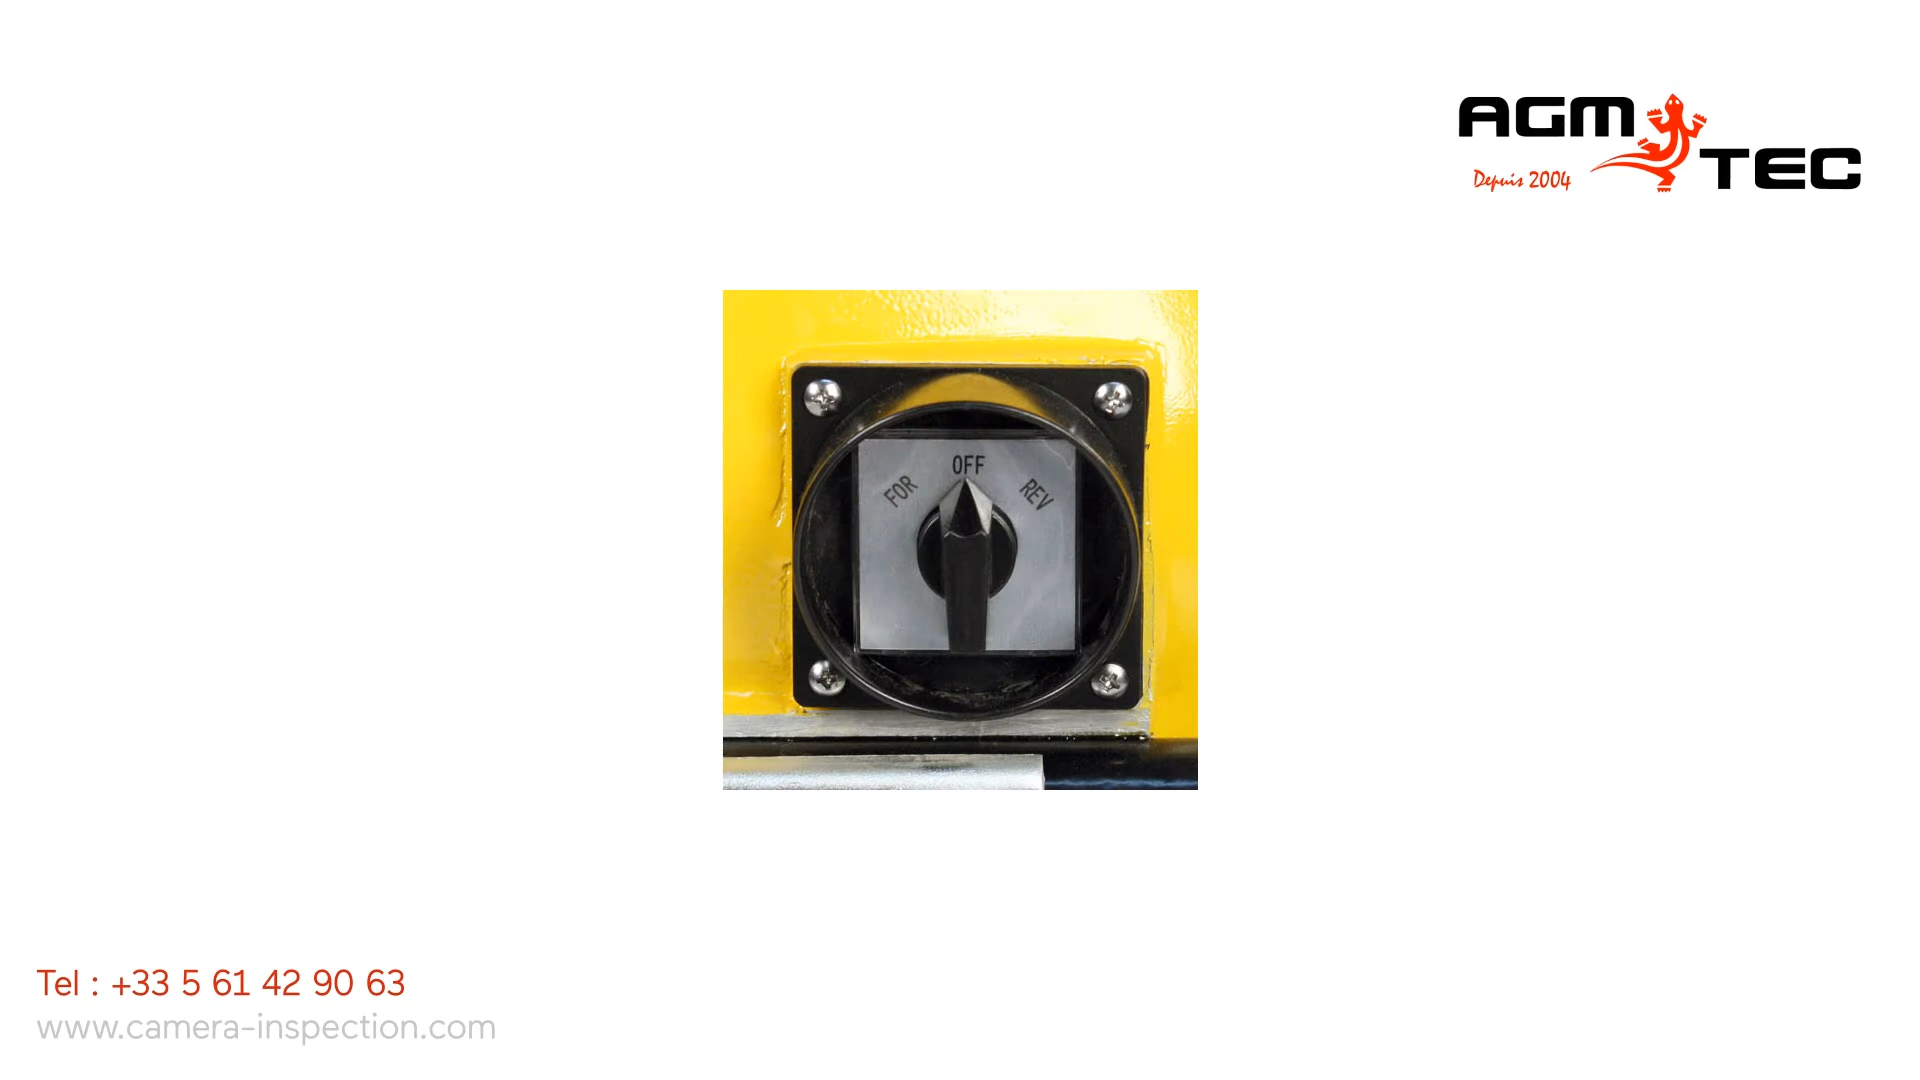 AGM
TEC
Depuis 2004
OFF
FOR
REV
Tel : +33 5 61 42 90 63
www.camera-inspection.com